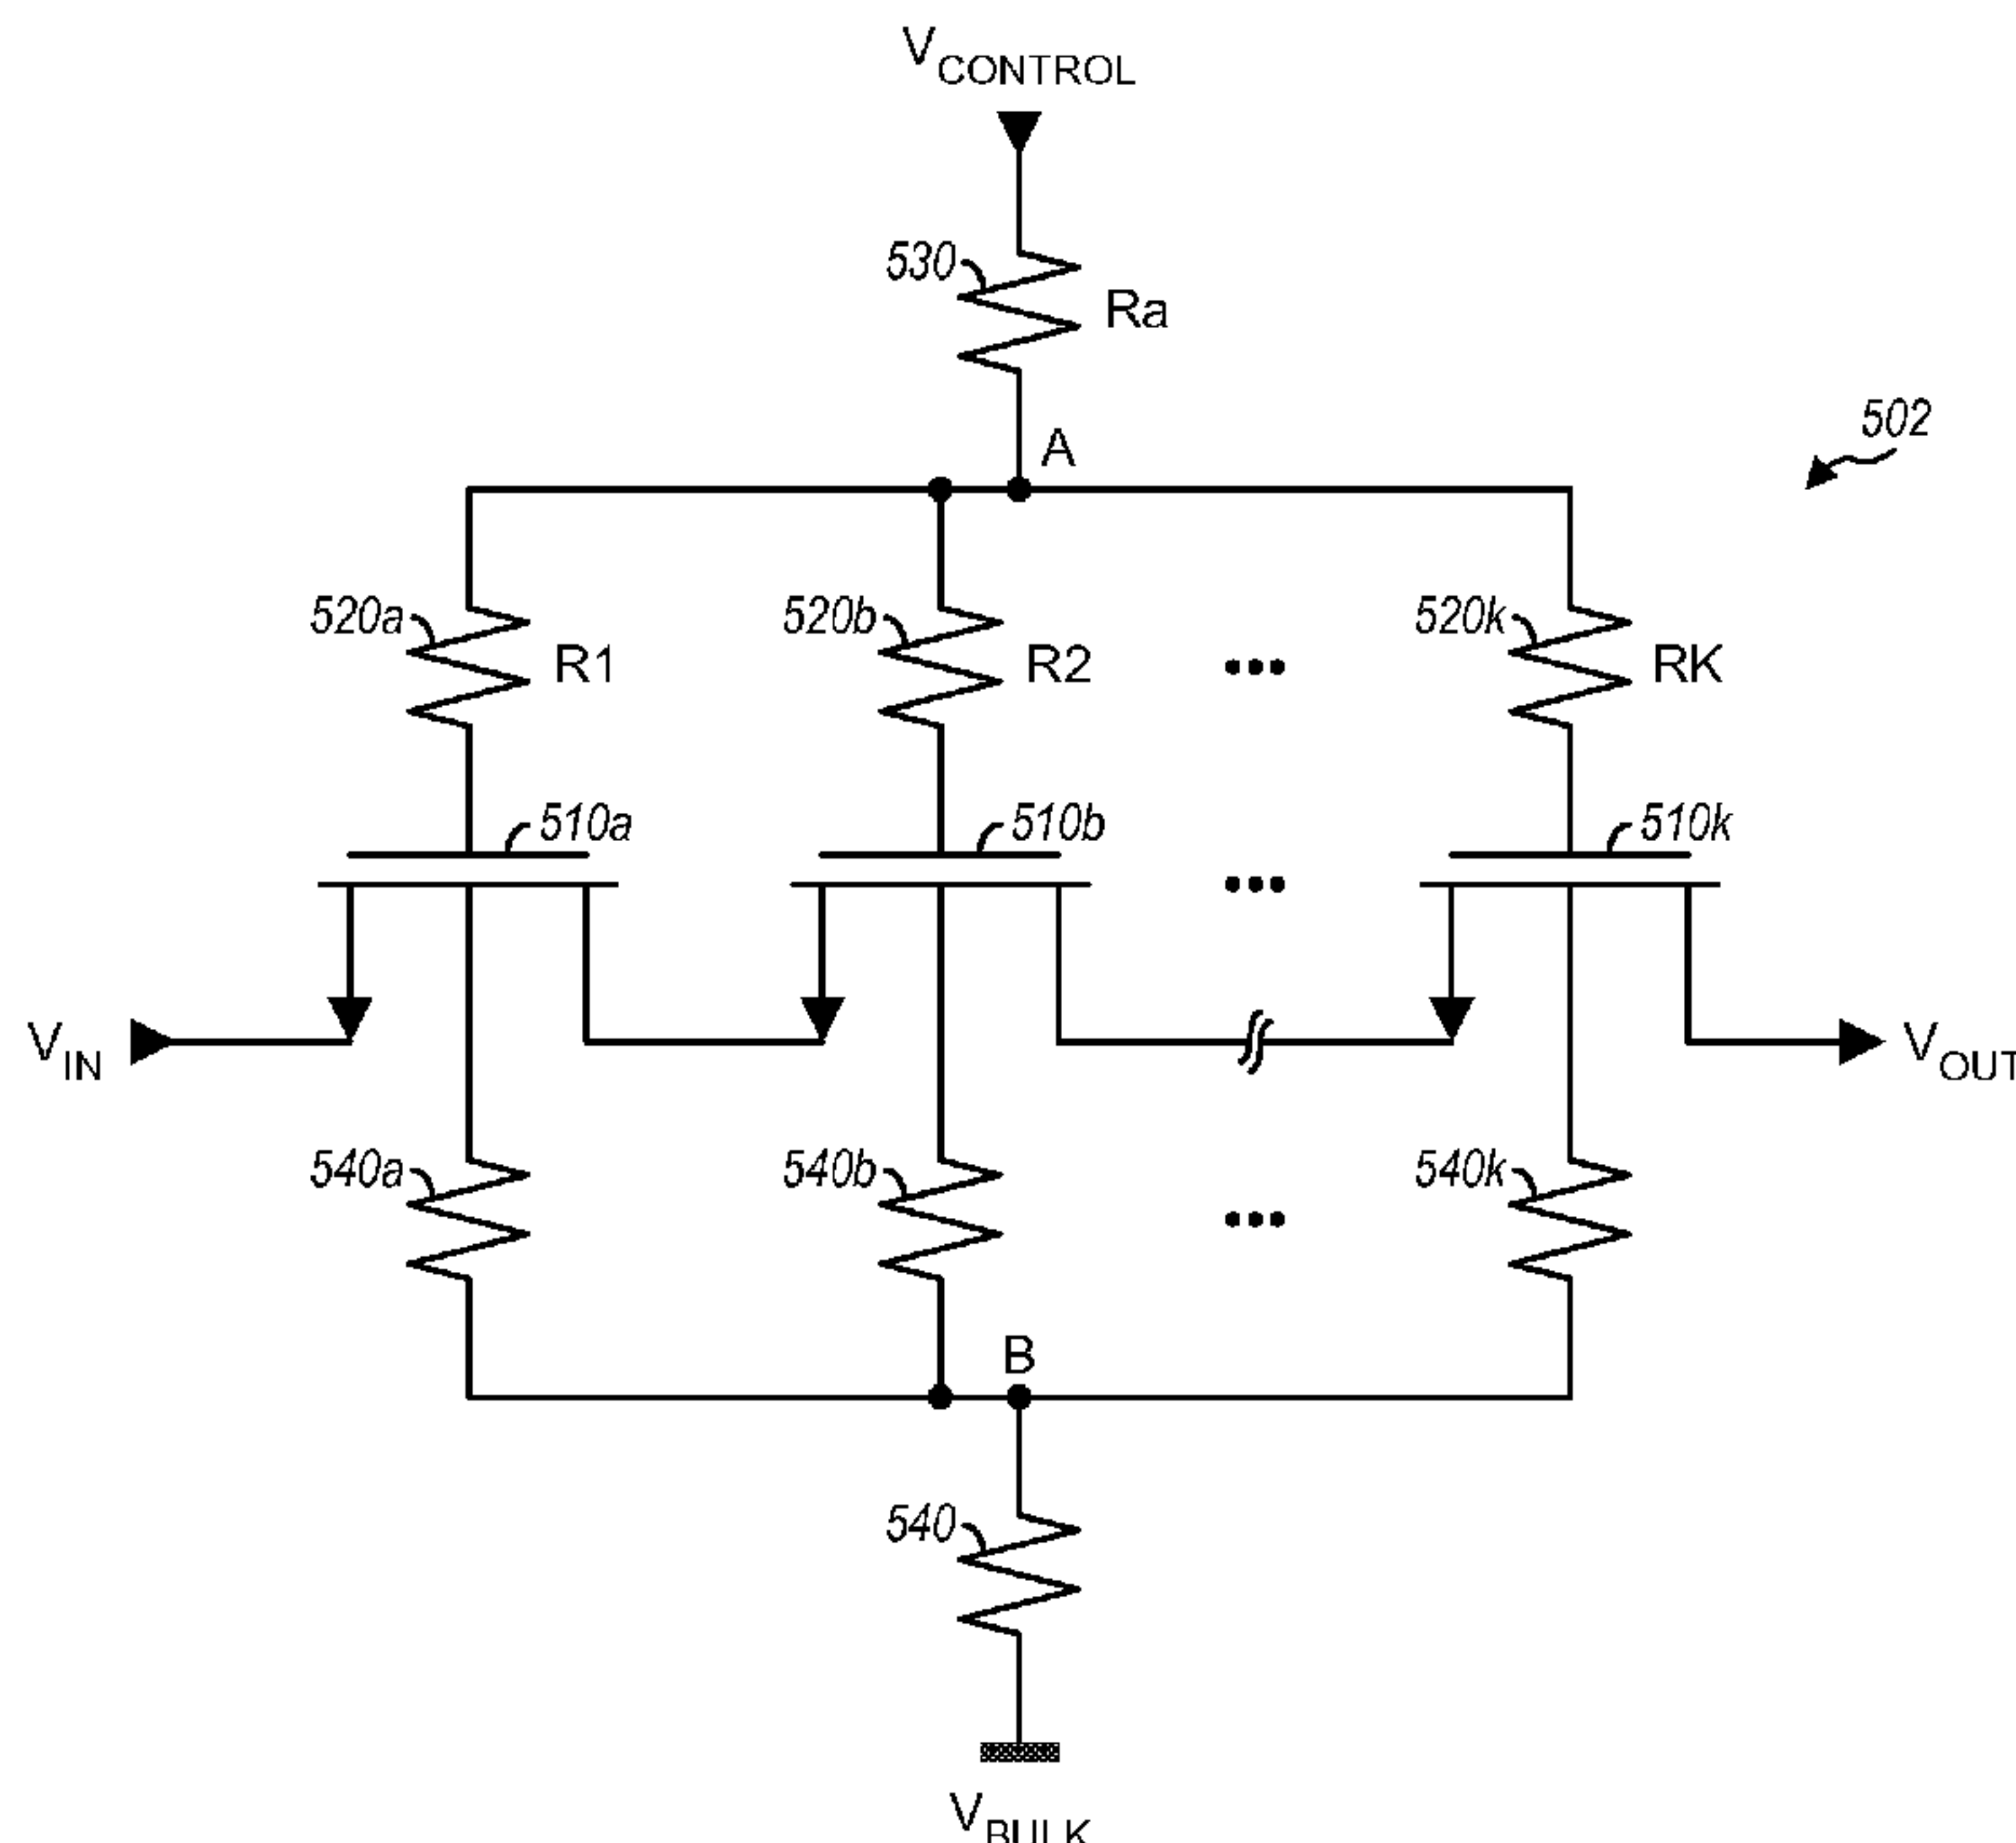 VCONTROL
530
Ra
A
502
520a
R1
520b
R2
•••
520k
RK
510a
510b
•••
510k
VIN
VOUT
540a
540b
•••
540k
B
540
VBULK